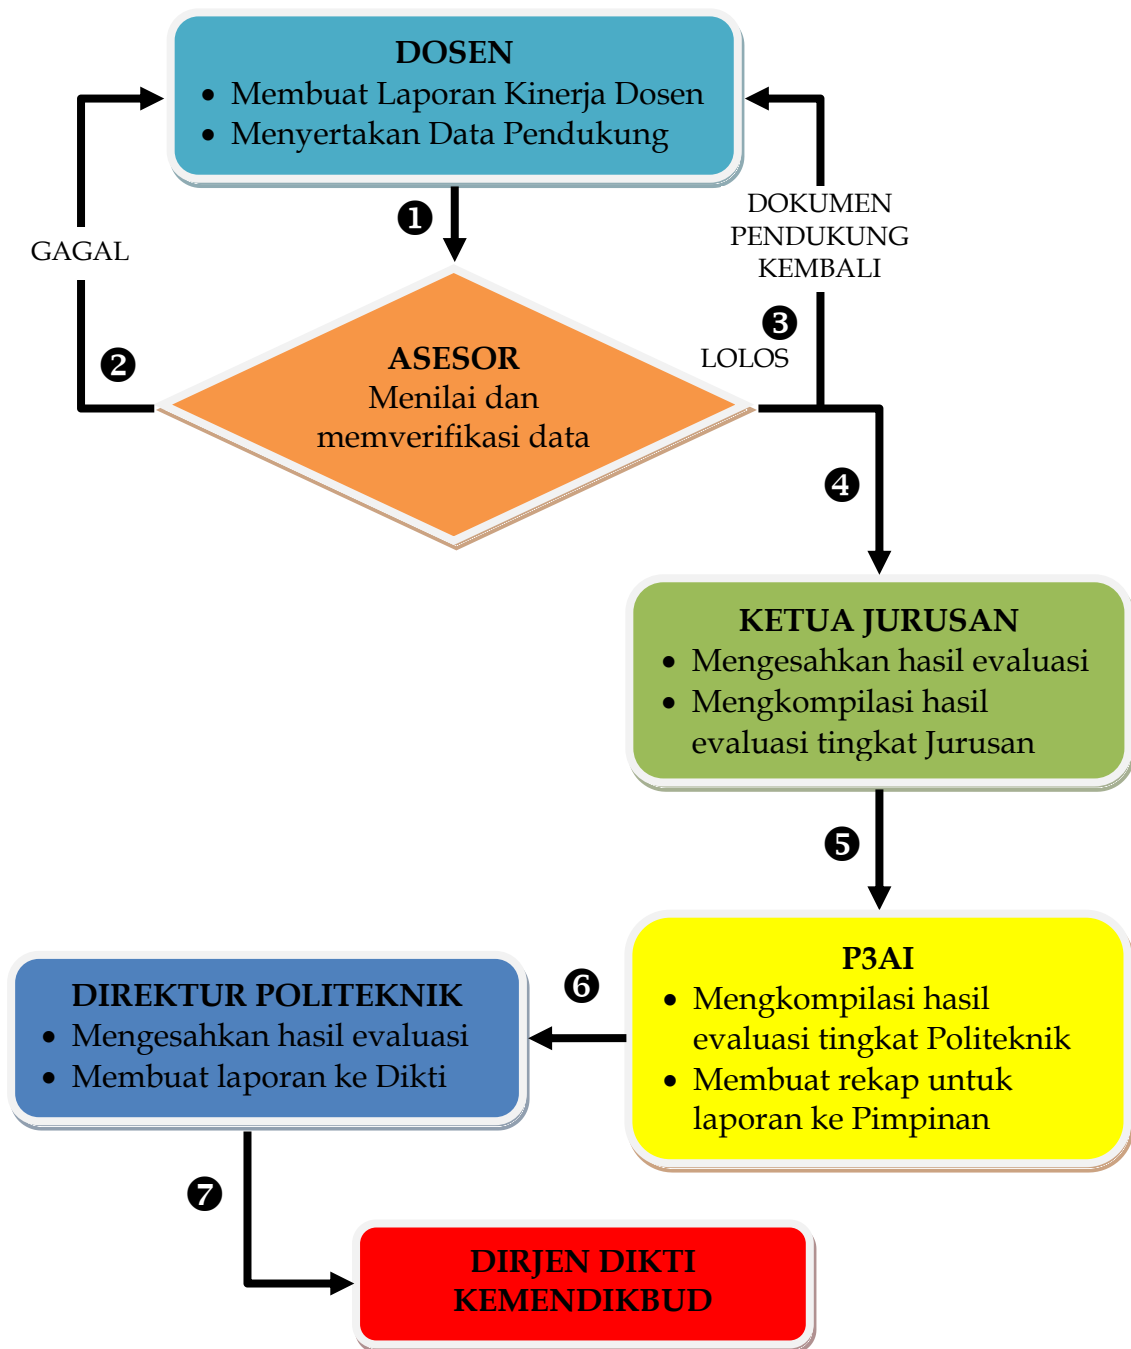 DOSEN
• Membuat Laporan Kinerja Dosen
• Menyertakan Data Pendukung
❶
GAGAL
DOKUMEN
PENDUKUNG
KEMBALI
❷
❸
LOLOS
ASESOR
Menilai dan
memverifikasi data
❹
KETUA JURUSAN
• Mengesahkan hasil evaluasi
• Mengkompilasi hasil
evaluasi tingkat Jurusan
❺
P3AI
• Mengkompilasi hasil
evaluasi tingkat Politeknik
• Membuat rekap untuk
laporan ke Pimpinan
❻
DIREKTUR POLITEKNIK
• Mengesahkan hasil evaluasi
• Membuat laporan ke Dikti
❼
DIRJEN DIKTI
KEMENDIKBUD